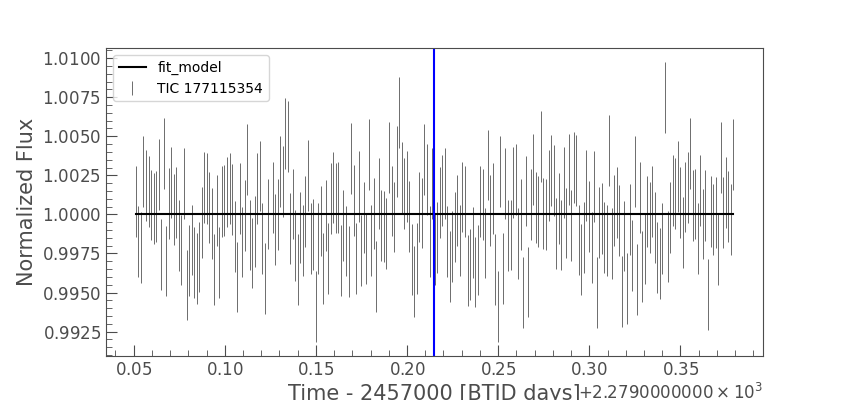 fit_model
TIC 177115354
1.0100
1.0075
1.0050
1.0025
1.0000
0.9975
0.9950
0.9925
Normalized Flux
0.05 0.10 0.15 0.20 0.25 0.30 0.35
Time - 2457000 [BTJD days]
+2.2790000000 × 10³